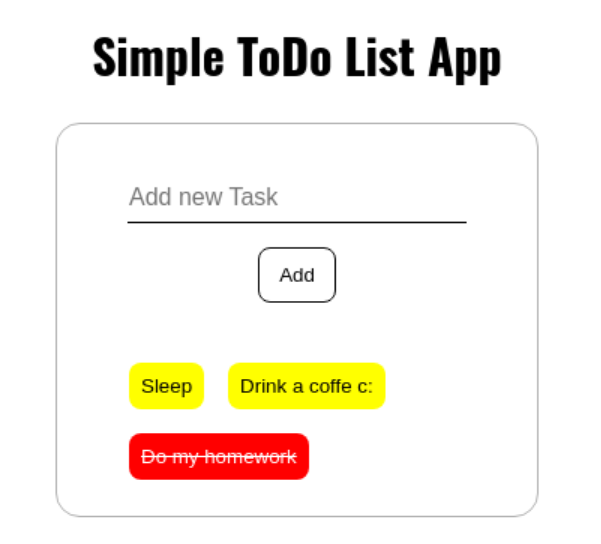 Simple ToDo List App
Add new Task
Add
Sleep
Drink a coffe c:
Do my homework